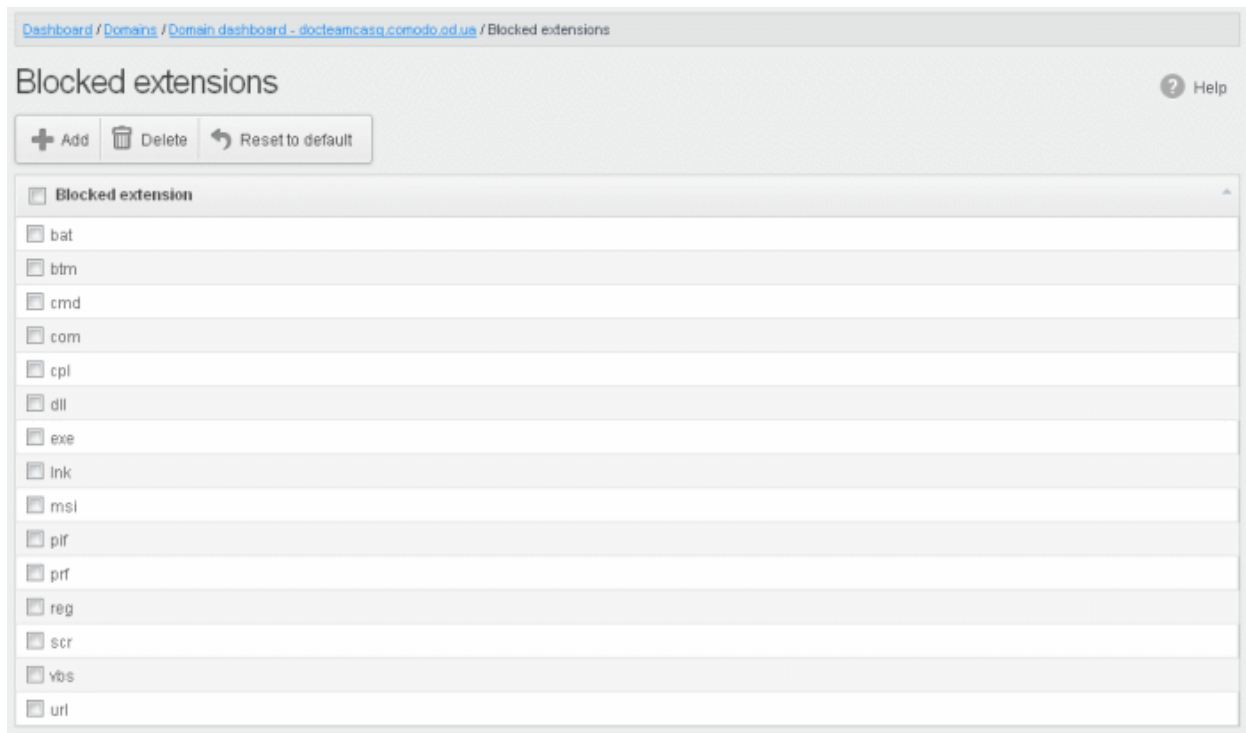 Dashboard / Domains / Domain dashboard - docteamcasg.comodo.od.ua / Blocked extensions
Blocked extensions
Help
Add Delete Reset to default
Blocked extension
bat
btm
cmd
com
cpl
dll
exe
lnk
msi
pif
prf
reg
scr
vbs
url